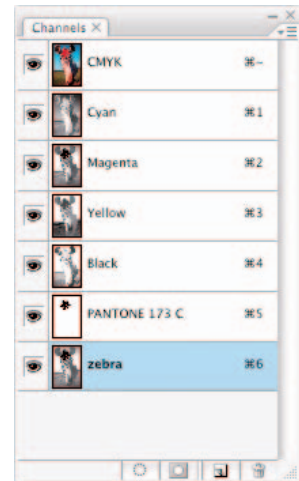 Channels ×
CMYK ⌘~
Cyan ⌘1
Magenta ⌘2
Yellow ⌘3
Black ⌘4
PANTONE 173 C ⌘5
zebra ⌘6